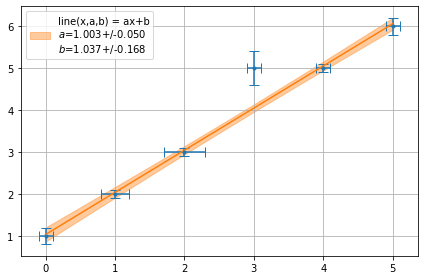 line(x,a,b) = ax+b
a=1.003+/-0.050
b=1.037+/-0.168
6
5
4
3
2
1
0 1 2 3 4 5